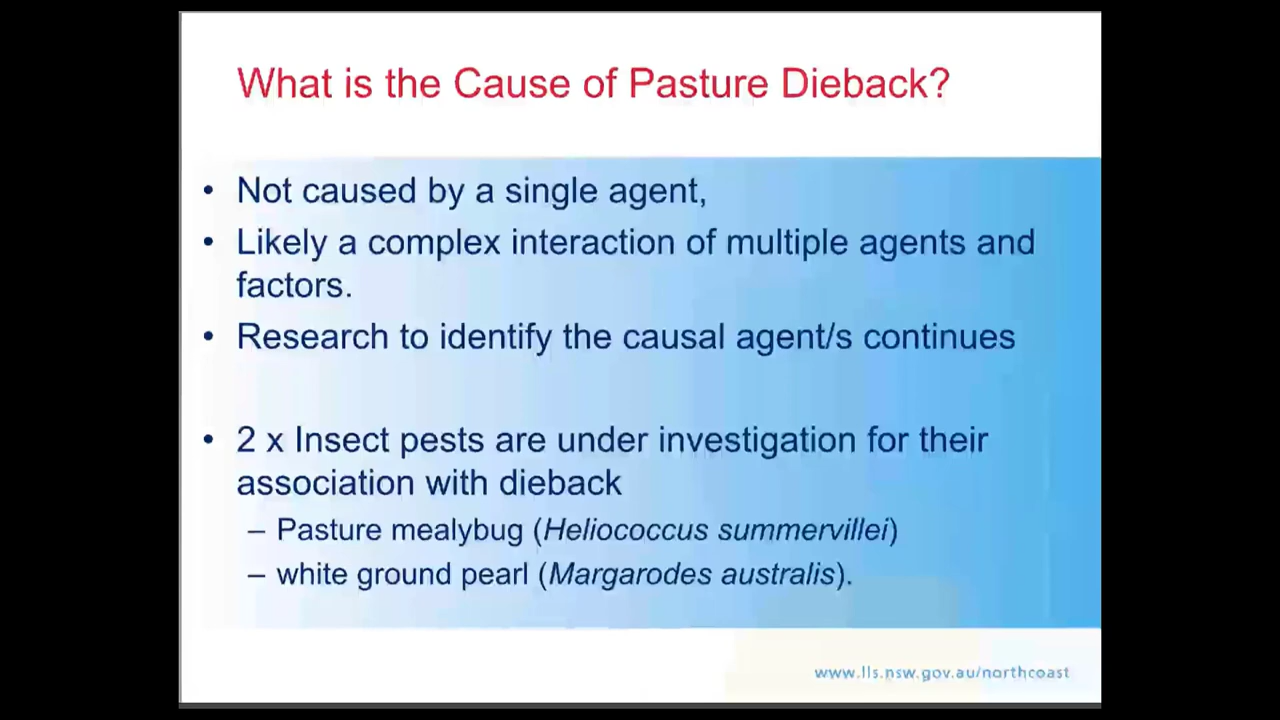 What is the Cause of Pasture Dieback?
• Not caused by a single agent,
• Likely a complex interaction of multiple agents and
factors.
• Research to identify the causal agent/s continues
• 2 x Insect pests are under investigation for their
association with dieback
– Pasture mealybug (Heliococcus summervillei)
– white ground pearl (Margarodes australis).
www.lls.nsw.gov.au/northcoast